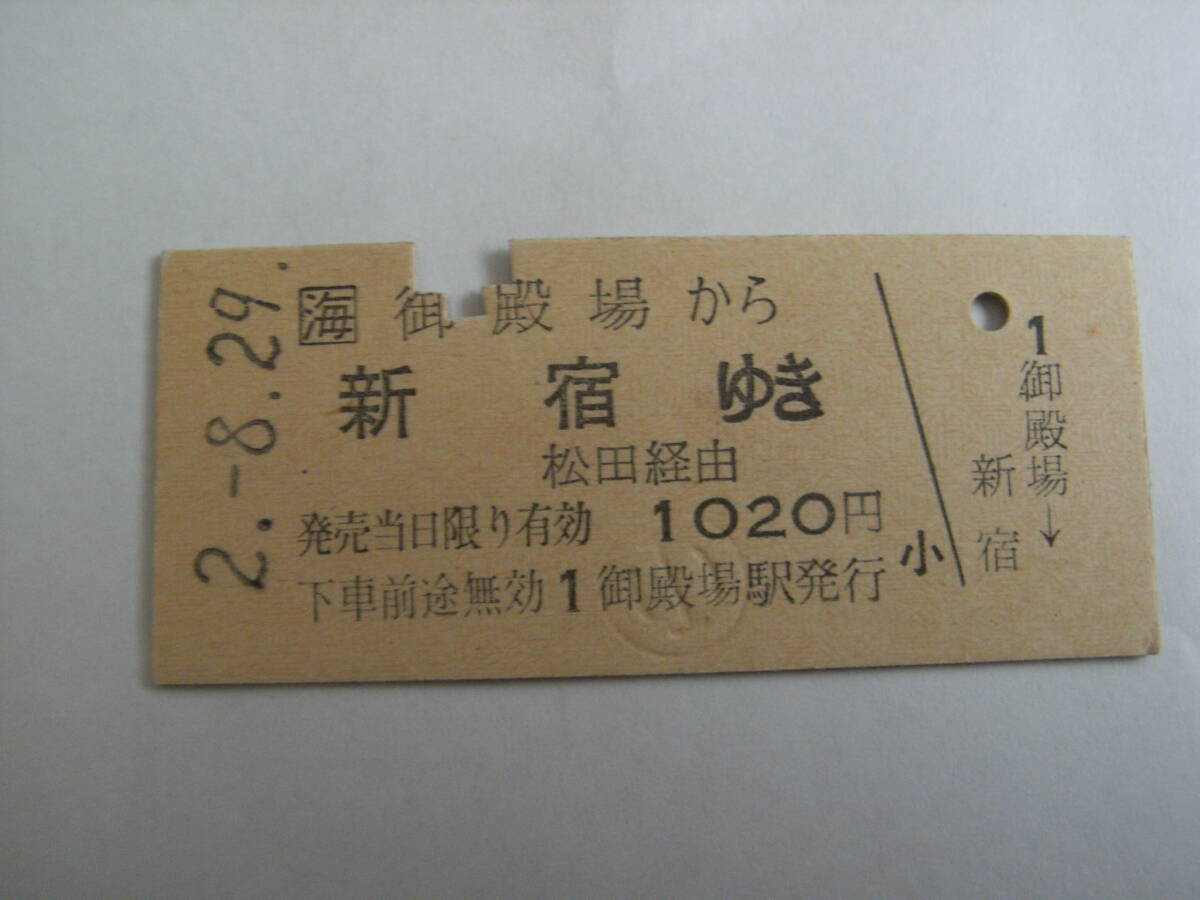 2.-8.29.
海 御殿場から
新宿ゆき
松田経由
発売当日限り有効 1020円
下車前途無効 1 御殿場駅発行
小
1御殿場→
新宿